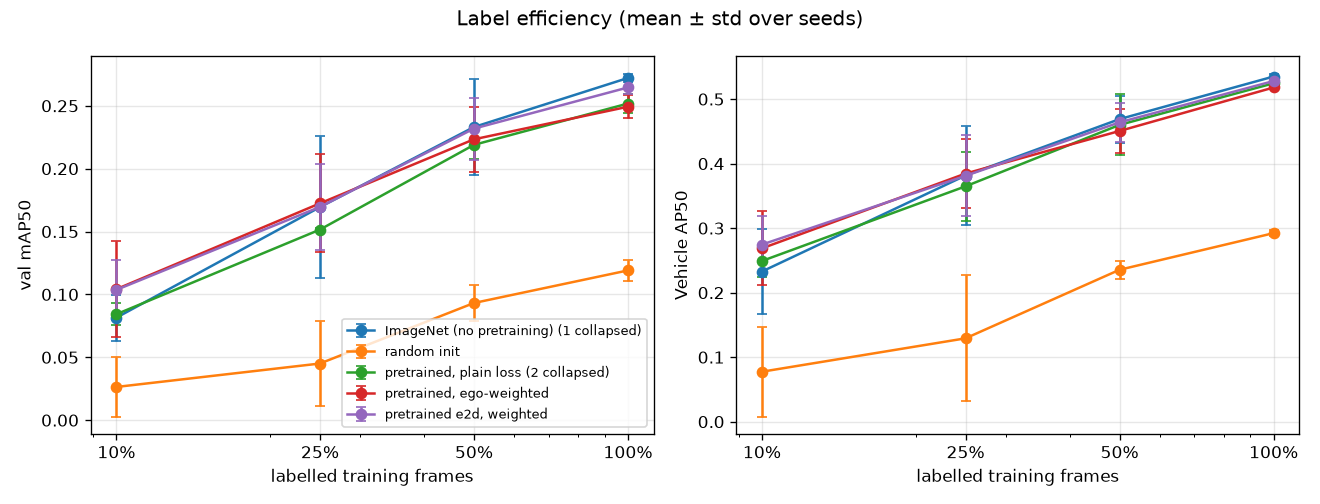 Label efficiency (mean ± std over seeds)
val mAP50
0.25
0.20
0.15
0.10
0.05
0.00
10%
25%
50%
100%
labelled training frames
ImageNet (no pretraining) (1 collapsed)
random init
pretrained, plain loss (2 collapsed)
pretrained, ego-weighted
pretrained e2d, weighted
Vehicle AP50
0.5
0.4
0.3
0.2
0.1
0.0
10%
25%
50%
100%
labelled training frames